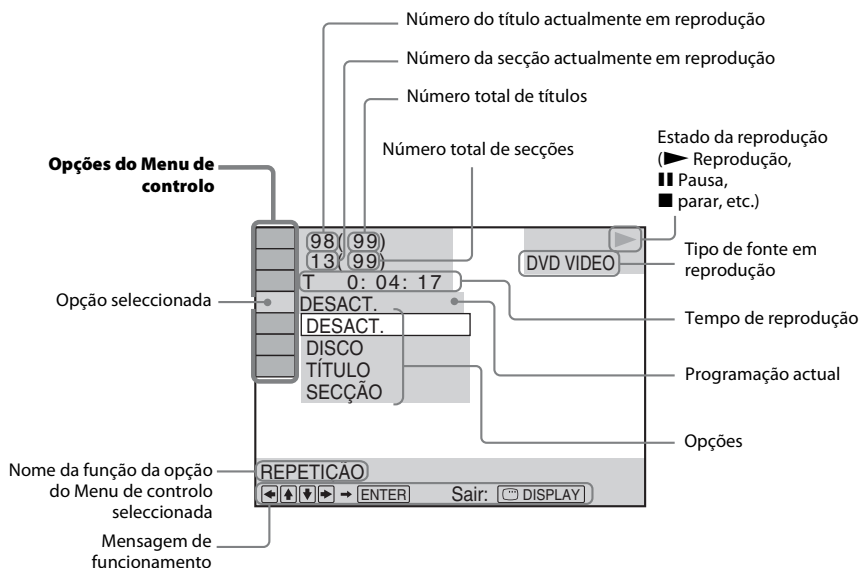 Número do título actualmente em reprodução
Número da secção actualmente em reprodução
Número total de títulos
Número total de secções
Estado da reprodução
(► Reprodução,
▮▮ Pausa,
■ parar, etc.)
Opções do Menu de
controlo
98( 99)
13( 99)
T 0: 04: 17
DVD VIDEO
Tipo de fonte em
reprodução
Opção seleccionada
DESACT.
DESACT.
DISCO
TÍTULO
SECÇÃO
Tempo de reprodução
Programação actual
Opções
Nome da função da opção
do Menu de controlo
seleccionada
REPETICÃO
← ↑ ↓ → → ENTER Sair: DISPLAY
Mensagem de
funcionamento